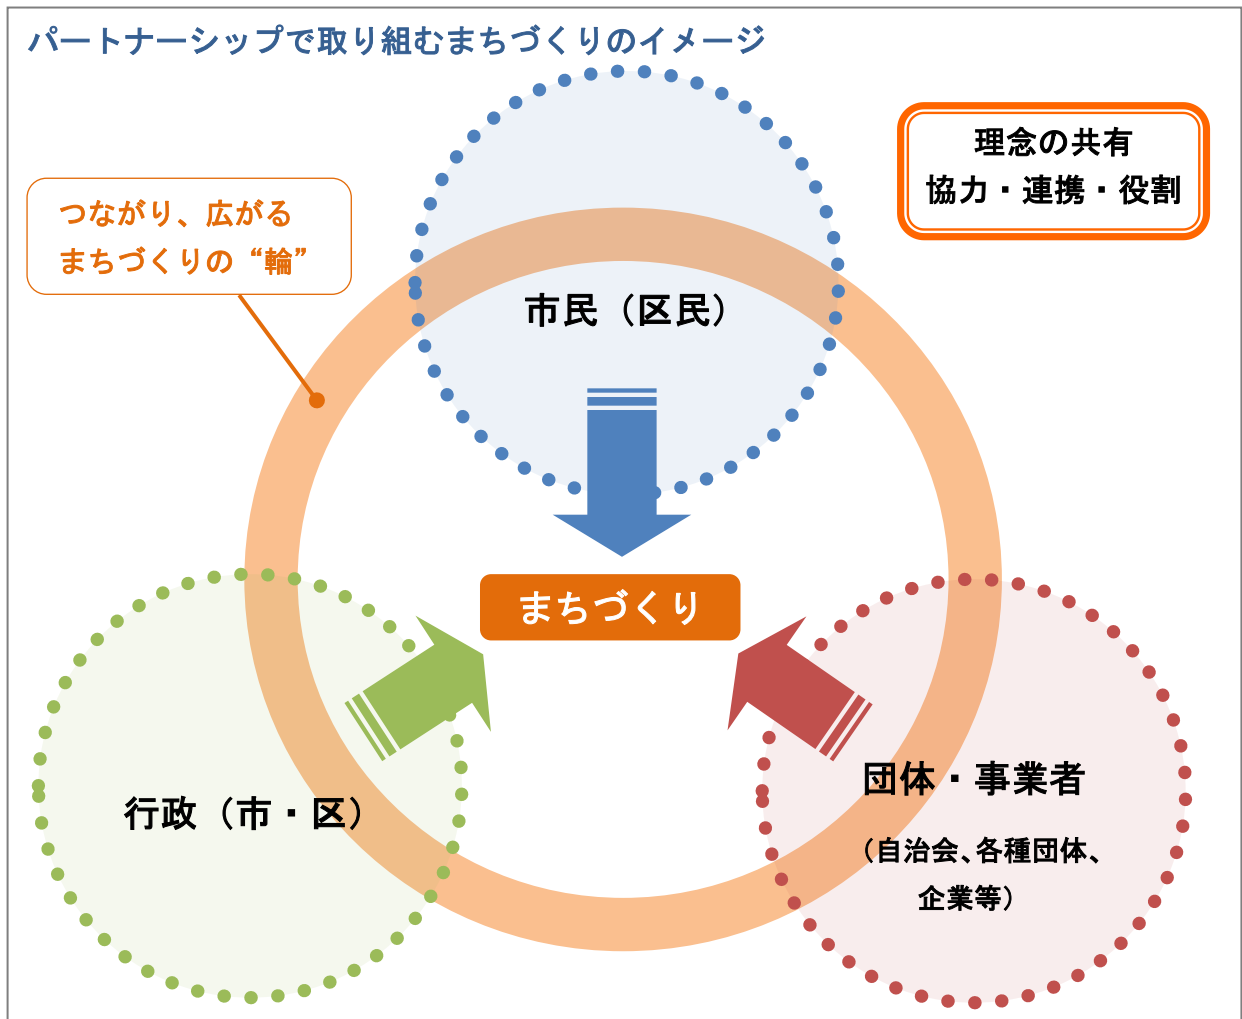 パートナーシップで取り組むまちづくりのイメージ
理念の共有
協力・連携・役割
つながり、広がる
まちづくりの“輪”
市民（区民）
まちづくり
行政（市・区）
団体・事業者
（自治会、各種団体、
企業等）